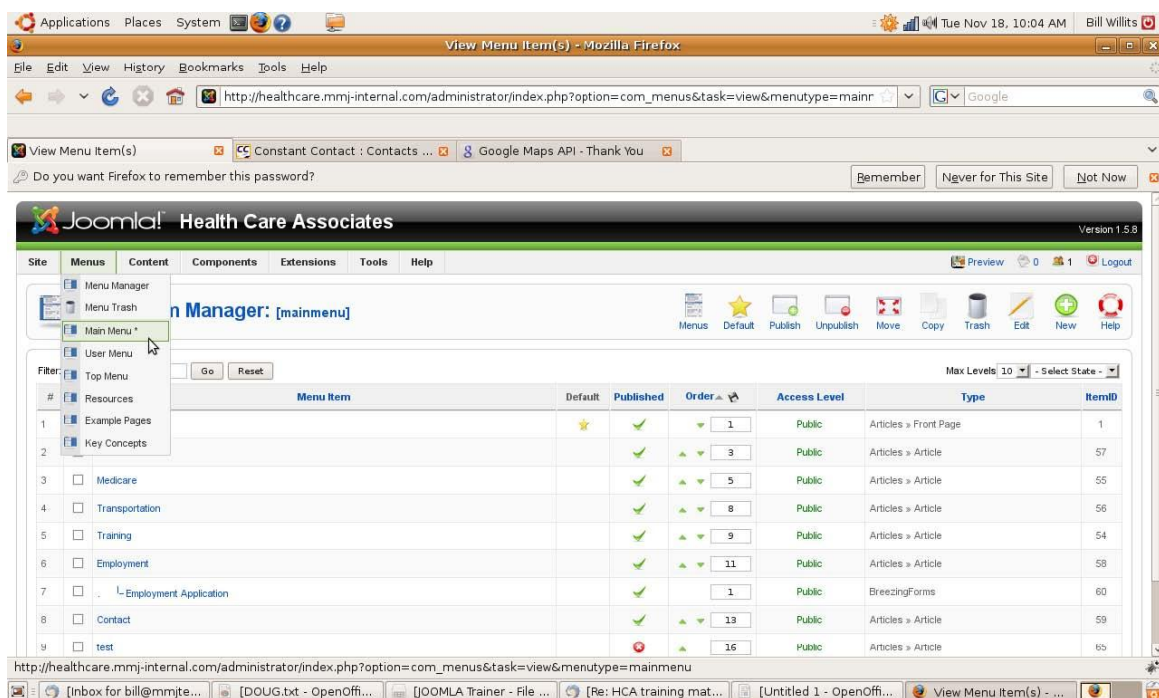 Applications Places System Tue Nov 18, 10:04 AM Bill Willits
View Menu Item(s) - Mozilla Firefox
File Edit View History Bookmarks Tools Help
http://healthcare.mmj-internal.com/administrator/index.php?option=com_menus&task=view&menutype=mainr G Google
View Menu Item(s) CC Constant Contact : Contacts ... 8 Google Maps API - Thank You
Do you want Firefox to remember this password? Remember Never for This Site Not Now
Joomla! Health Care Associates Version 1.5.8
Site Menus Content Components Extensions Tools Help Preview 0 1 Logout
Menu Manager
Menu Trash
Main Menu *
User Menu
Top Menu
Resources
Example Pages
Key Concepts
n Manager: [mainmenu]
Menus Default Publish Unpublish Move Copy Trash Edit New Help
Filter: Go Reset Max Levels 10 - Select State -
# Menu Item Default Published Order Access Level Type ItemID
1 1 Public Articles » Front Page 1
2 3 Public Articles » Article 57
3 Medicare 5 Public Articles » Article 55
4 Transportation 8 Public Articles » Article 56
5 Training 9 Public Articles » Article 54
6 Employment 11 Public Articles » Article 58
7 . Employment Application 1 Public BreezingForms 60
8 Contact 13 Public Articles » Article 59
9 test 16 Public Articles » Article 65
http://healthcare.mmj-internal.com/administrator/index.php?option=com_menus&task=view&menutype=mainmenu
[Inbox for bill@mmjte... [DOUG.txt - OpenOffi... [JOOMLA Trainer - File ... [Re: HCA training mat... [Untitled 1 - OpenOffi... View Menu Item(s) - ...